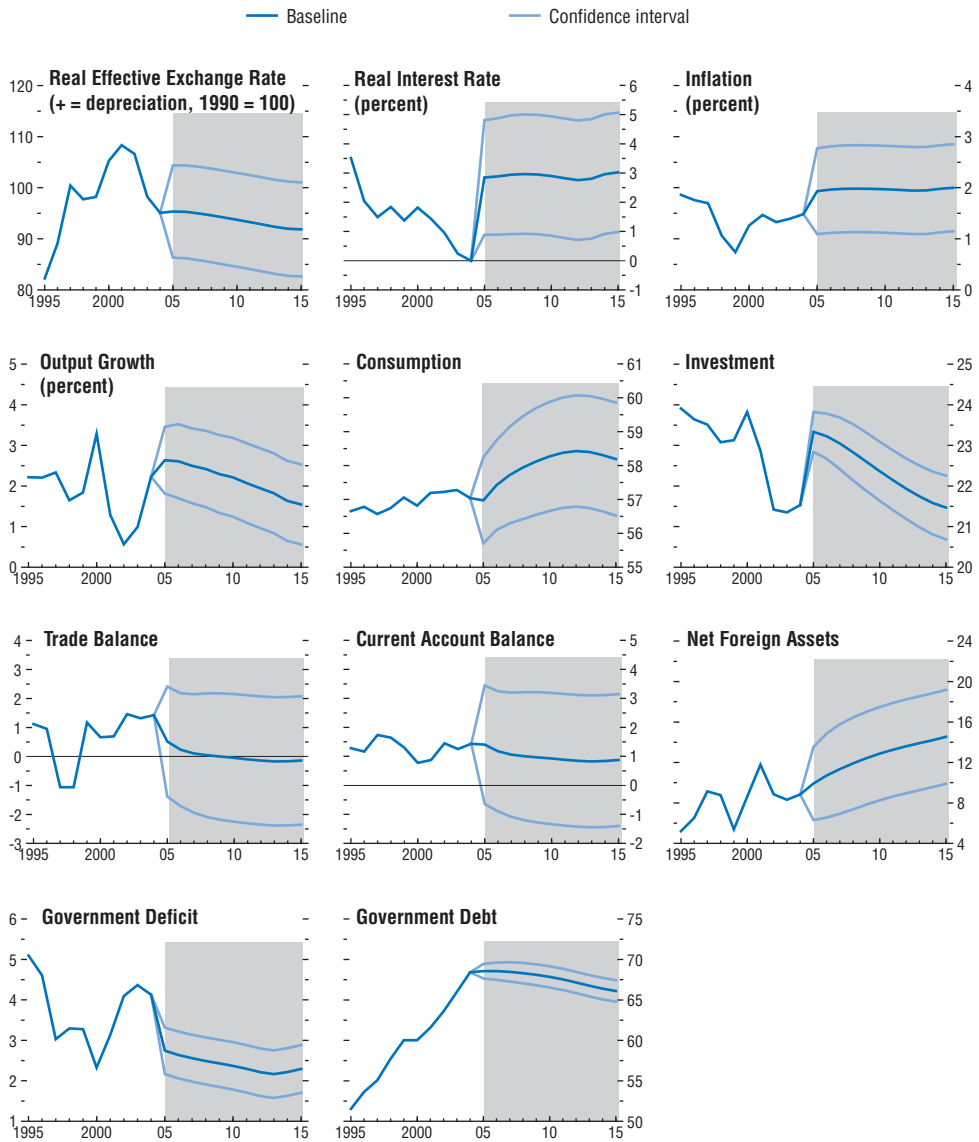 Baseline
Confidence interval
Real Effective Exchange Rate
(+ = depreciation, 1990 = 100)
120
110
100
90
80
1995 2000 05 10 15
Real Interest Rate
(percent)
6
5
4
3
2
1
0
-1
1995 2000 05 10 15
Inflation
(percent)
4
3
2
1
0
1995 2000 05 10 15
Output Growth
(percent)
5
4
3
2
1
0
1995 2000 05 10 15
Consumption
61
60
59
58
57
56
55
1995 2000 05 10 15
Investment
25
24
23
22
21
20
1995 2000 05 10 15
Trade Balance
4
3
2
1
0
-1
-2
-3
1995 2000 05 10 15
Current Account Balance
5
4
3
2
1
0
-1
-2
1995 2000 05 10 15
Net Foreign Assets
24
20
16
12
8
4
1995 2000 05 10 15
Government Deficit
6
5
4
3
2
1
1995 2000 05 10 15
Government Debt
75
70
65
60
55
50
1995 2000 05 10 15